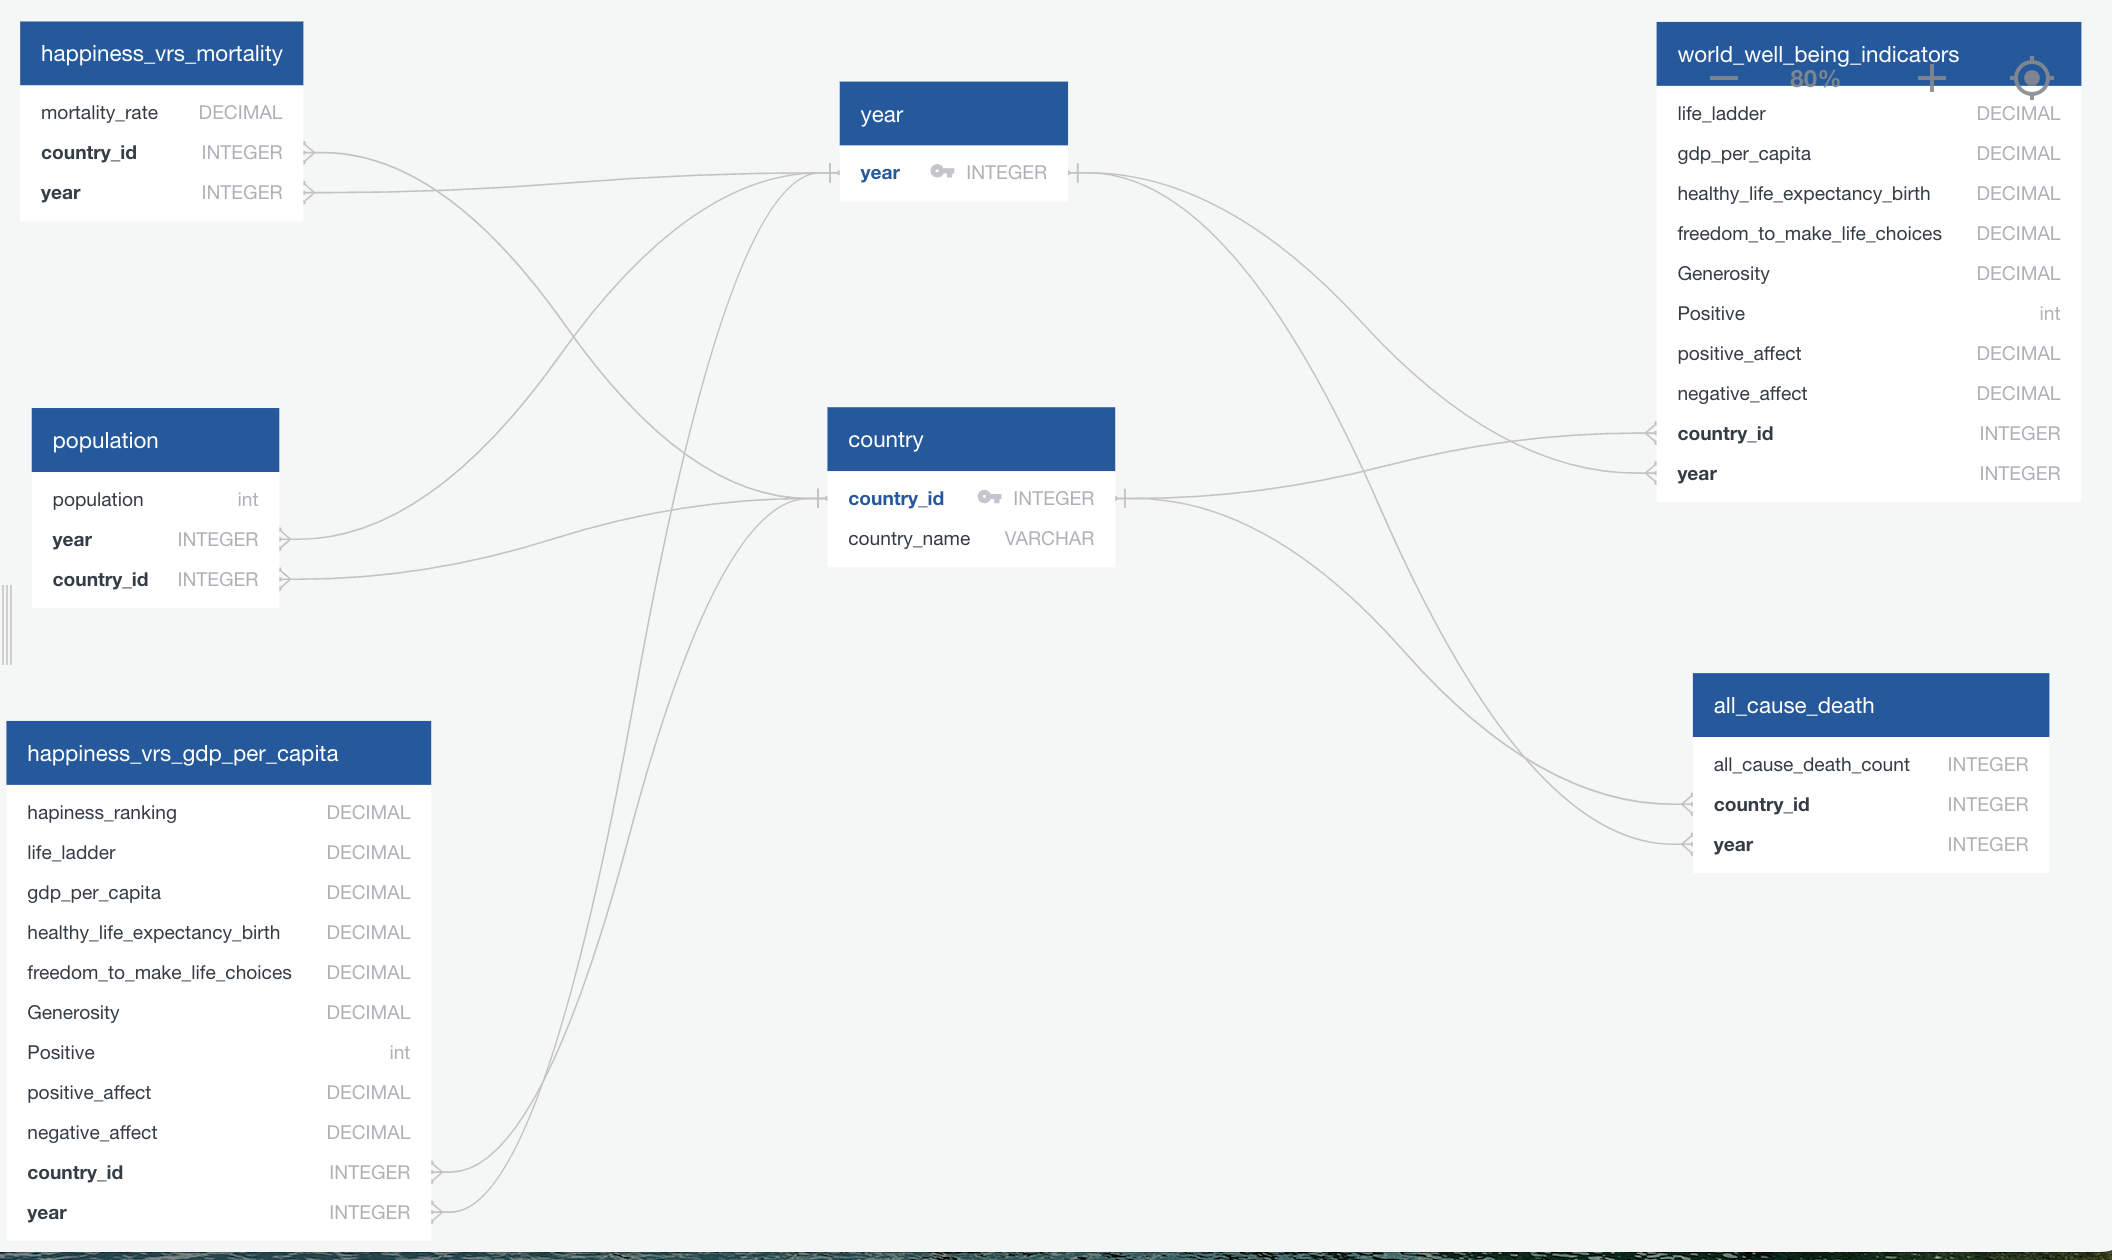 happiness_vrs_mortality
mortality_rate DECIMAL
country_id INTEGER
year INTEGER
population
population int
year INTEGER
country_id INTEGER
happiness_vrs_gdp_per_capita
hapiness_ranking DECIMAL
life_ladder DECIMAL
gdp_per_capita DECIMAL
healthy_life_expectancy_birth DECIMAL
freedom_to_make_life_choices DECIMAL
Generosity DECIMAL
Positive int
positive_affect DECIMAL
negative_affect DECIMAL
country_id INTEGER
year INTEGER
year
year INTEGER
country
country_id INTEGER
country_name VARCHAR
world_well_being_indicators
80%
life_ladder DECIMAL
gdp_per_capita DECIMAL
healthy_life_expectancy_birth DECIMAL
freedom_to_make_life_choices DECIMAL
Generosity DECIMAL
Positive int
positive_affect DECIMAL
negative_affect DECIMAL
country_id INTEGER
year INTEGER
all_cause_death
all_cause_death_count INTEGER
country_id INTEGER
year INTEGER